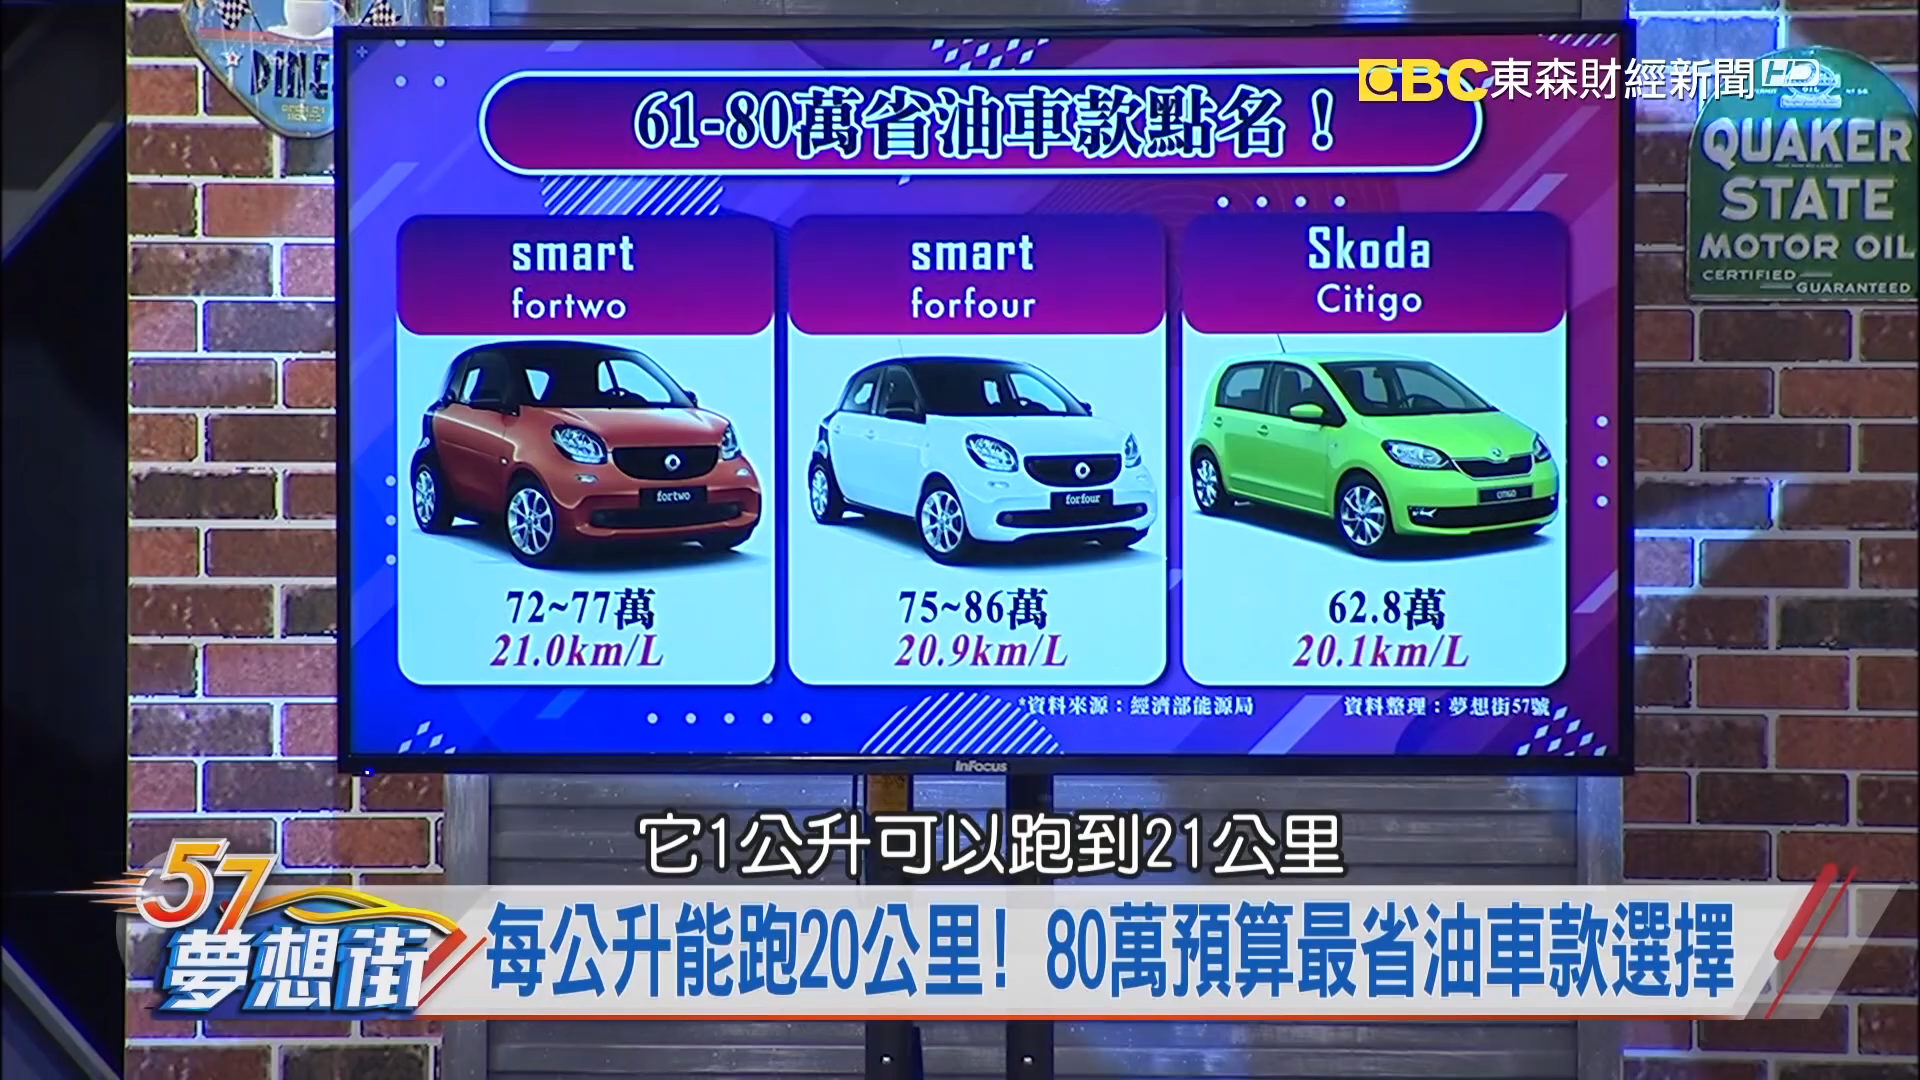 DINE
EBC東森財經新聞HD
61-80萬省油車款點名！
QUAKER
STATE
MOTOR OIL
CERTIFIED
GUARANTEED
smart
fortwo
smart
forfour
Skoda
Citigo
fortwo
forfour
CITIGO
72~77萬
21.0km/L
75~86萬
20.9km/L
62.8萬
20.1km/L
*資料來源：經濟部能源局
資料整理：夢想街57號
InFocus
它1公升可以跑到21公里
57
夢想街
每公升能跑20公里! 80萬預算最省油車款選擇